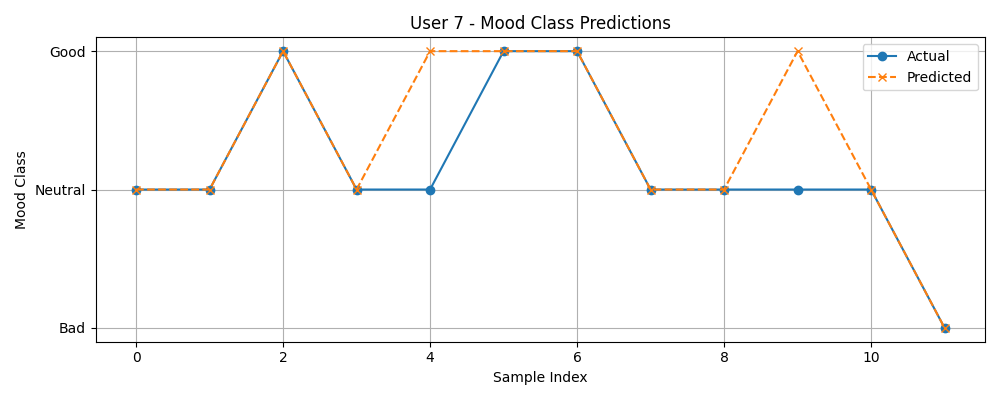 User 7 - Mood Class Predictions
Good
Neutral
Bad
Mood Class
Actual
Predicted
0 2 4 6 8 10
Sample Index